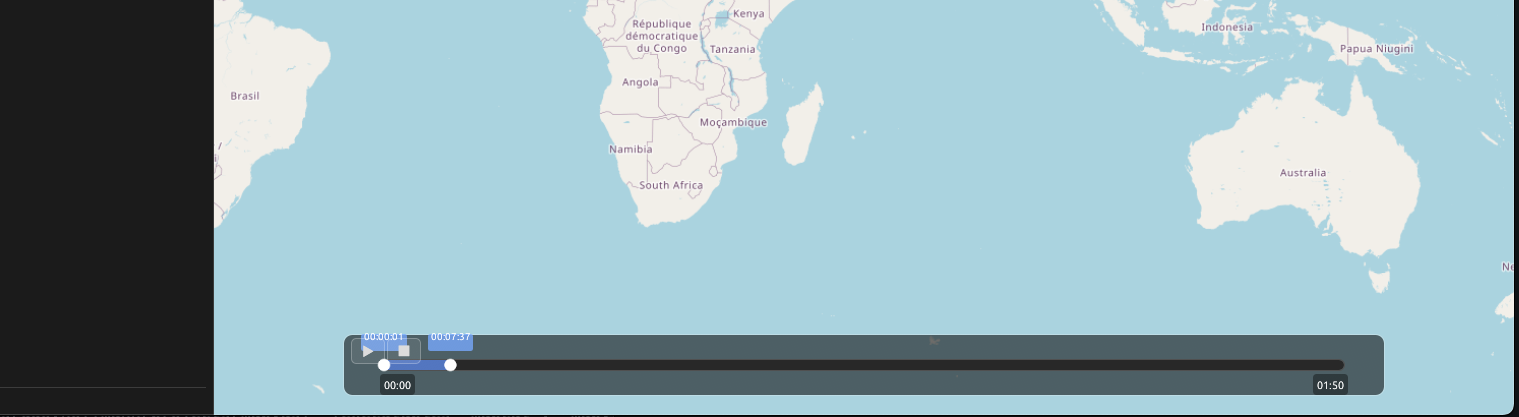 Kenya
République
démocratique
du Congo
Tanzania
Indonesia
Papua Niugini
Angola
Brasil
Moçambique
Namibia
South Africa
Australia
00:00:01
00:07:37
00:00
01:50